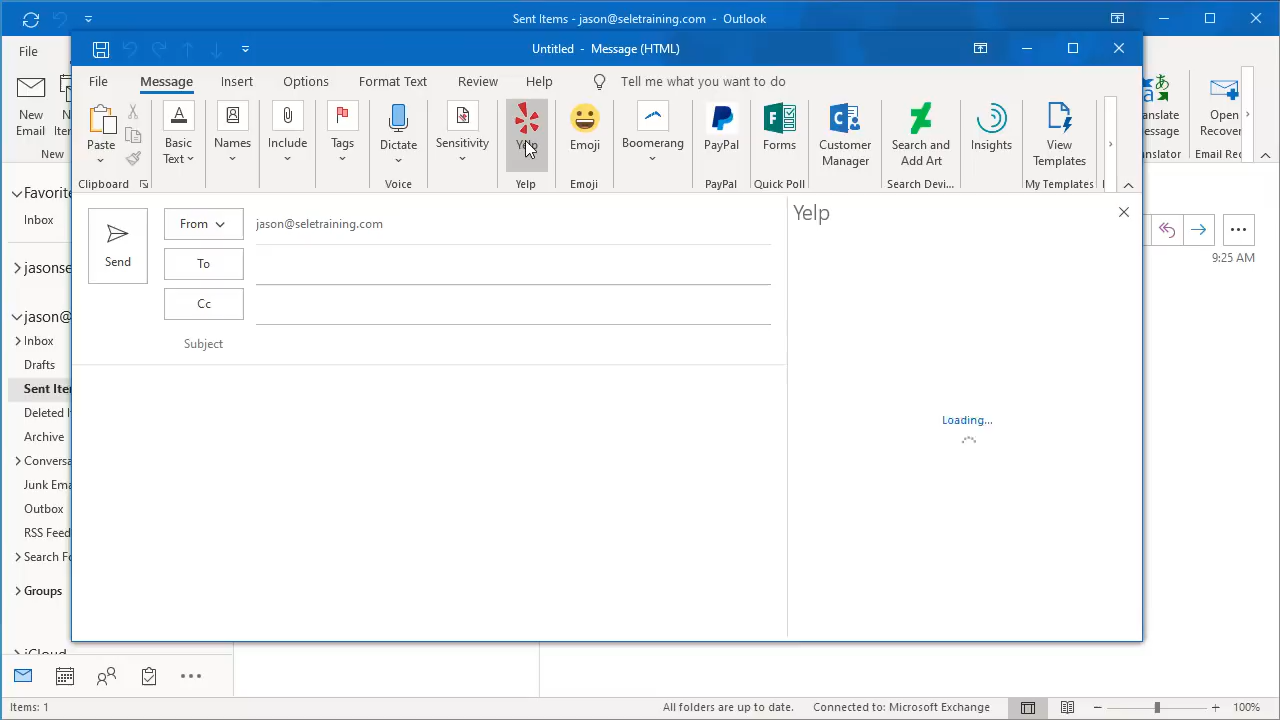 Sent Items - jason@seletraining.com - Outlook
File
Untitled - Message (HTML)
File Message Insert Options Format Text Review Help Tell me what you want to do
New Email
New
Paste
Clipboard
Basic Text
Names
Include
Tags
Dictate
Voice
Sensitivity
Yelp
Yelp
Emoji
Emoji
Boomerang
PayPal
PayPal
Forms
Quick Poll
Customer Manager
Search and Add Art
Search Devi...
Insights
View Templates
My Templates
Open Recover
Email Rec
Favorite
Inbox
jason@
Inbox
Drafts
Sent Ite
Deleted I
Archive
Conversa
Junk Ema
Outbox
RSS Feed
Search Fo
Groups
iCloud
Send
From jason@seletraining.com
To
Cc
Subject
Yelp
Loading...
9:25 AM
Items: 1
All folders are up to date. Connected to: Microsoft Exchange 100%